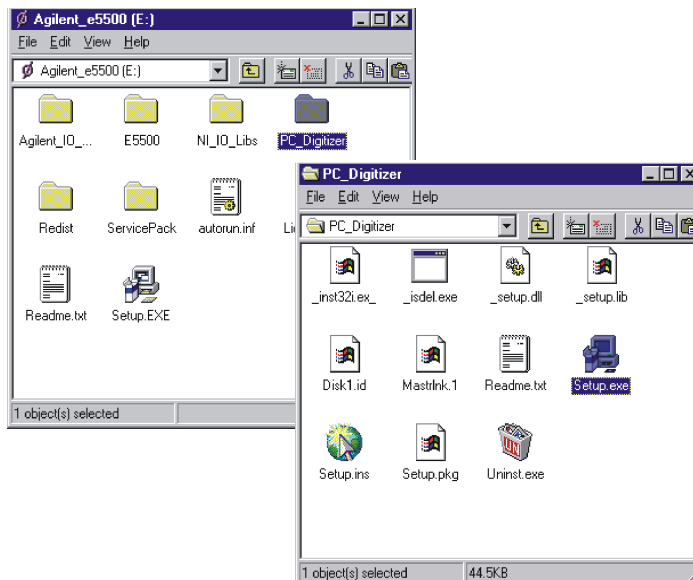 Agilent_e5500 (E:)
File Edit View Help
Agilent_e5500 (E:)
Agilent_IO_... E5500 NI_IO_Libs PC_Digitizer
Redist ServicePack autorun.inf
Readme.txt Setup.EXE
1 object(s) selected
PC_Digitizer
File Edit View Help
PC_Digitizer
_inst32i.ex_ _isdel.exe _setup.dll _setup.lib
Disk1.id MastrInk.1 Readme.txt Setup.exe
Setup.ins Setup.pkg Uninst.exe
1 object(s) selected 44.5KB